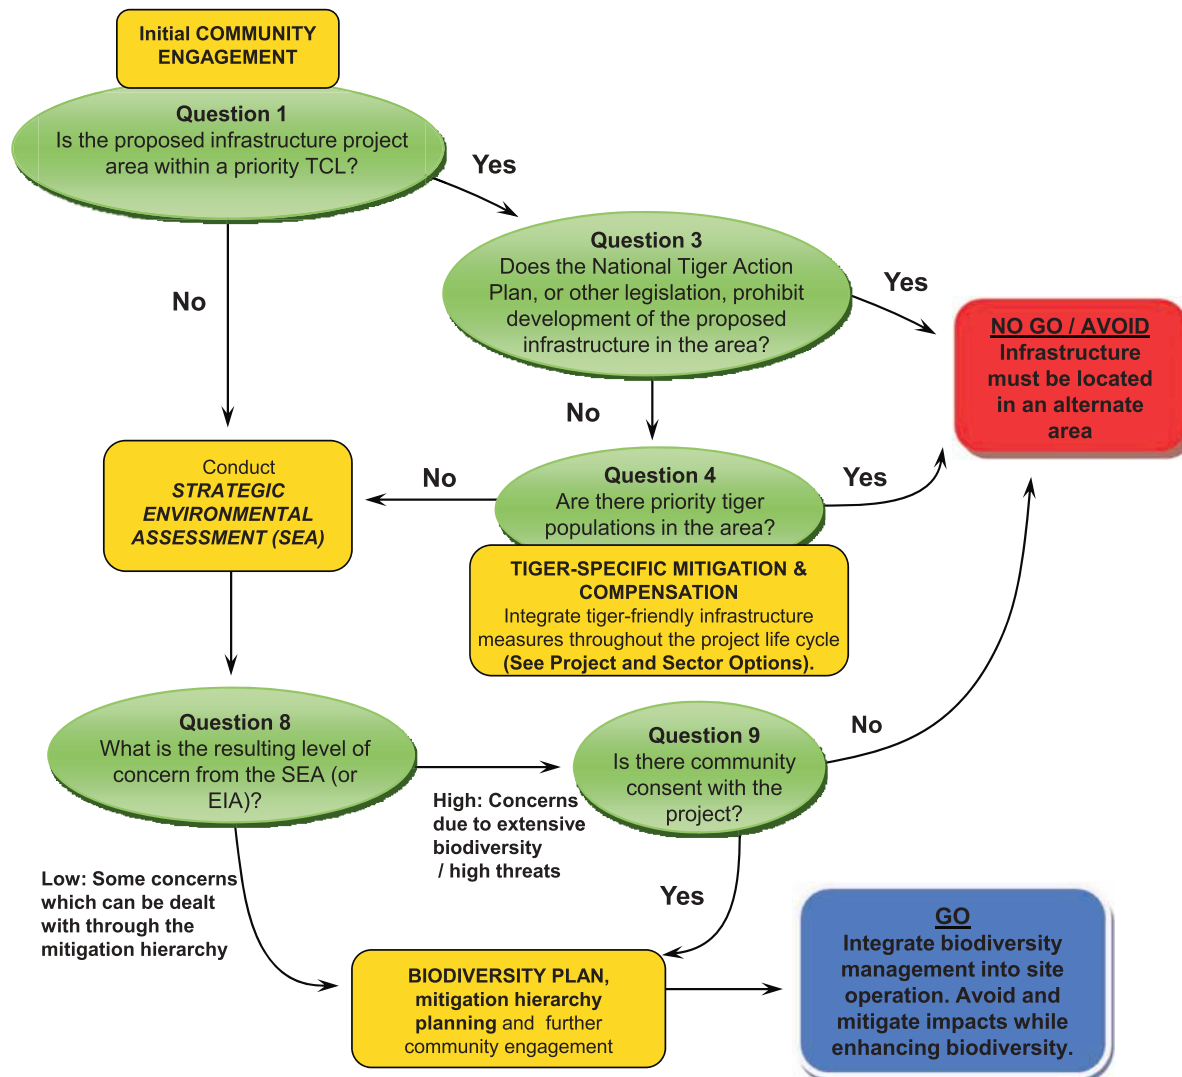 Initial COMMUNITY
ENGAGEMENT
Question 1
Is the proposed infrastructure project
area within a priority TCL?
Yes
No
Question 3
Does the National Tiger Action
Plan, or other legislation, prohibit
development of the proposed
infrastructure in the area?
Yes
No
NO GO / AVOID
Infrastructure
must be located
in an alternate
area
Conduct
STRATEGIC
ENVIRONMENTAL
ASSESSMENT (SEA)
No
Question 4
Are there priority tiger
populations in the area?
Yes
TIGER-SPECIFIC MITIGATION &
COMPENSATION
Integrate tiger-friendly infrastructure
measures throughout the project life cycle
(See Project and Sector Options).
Question 8
What is the resulting level of
concern from the SEA (or
EIA)?
High: Concerns
due to extensive
biodiversity
/ high threats
Question 9
Is there community
consent with the
project?
No
Yes
Low: Some concerns
which can be dealt
with through the
mitigation hierarchy
BIODIVERSITY PLAN,
mitigation hierarchy
planning and further
community engagement
GO
Integrate biodiversity
management into site
operation. Avoid and
mitigate impacts while
enhancing biodiversity.